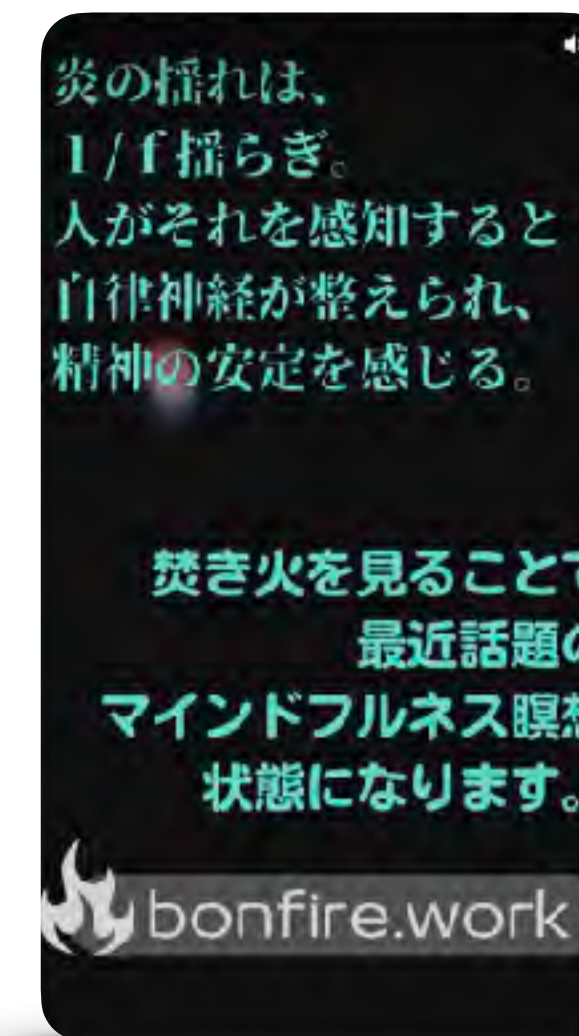 炎の揺れは、
1/f揺らぎ。
人がそれを感知すると
自律神経が整えられ、
精神の安定を感じる。
焚き火を見ること
最近話題の
マインドフルネス瞑想
状態になります。
bonfire.work